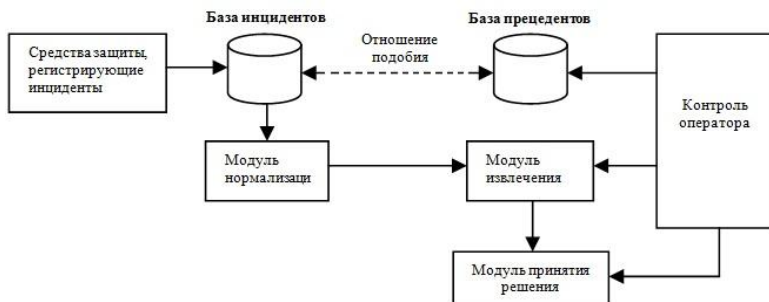 База инцидентов
База прецедентов
Средства защиты,
регистрирующие
инциденты
Отношение
подобия
Контроль
оператора
Модуль
нормализаци
Модуль
извлечения
Модуль принятия
решения